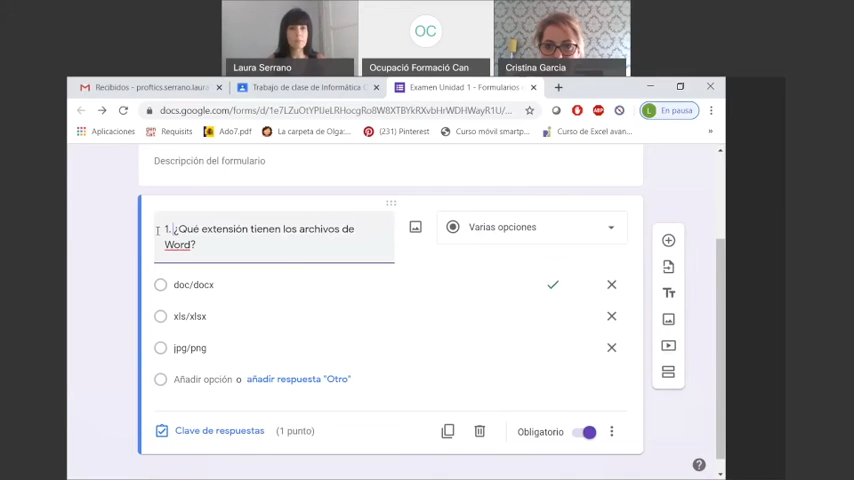 OC
Laura Serrano
Ocupació Formació Can
Cristina Garcia
Recibidos - proftics.serrano.laura
Trabajo de clase de Informática C
Examen Unidad 1 - Formularios
docs.google.com/forms/d/
L En pausa
Aplicaciones
Requisits
Ado7.pdf
La carpeta de Olga:...
(231) Pinterest
Curso móvil smartp...
Curso de Excel avan...
»
Descripción del formulario
1. ¿Qué extensión tienen los archivos de
Word?
Varias opciones
doc/docx
xls/xlsx
jpg/png
Añadir opción o añadir respuesta "Otro"
Clave de respuestas (1 punto)
Obligatorio
Tт
ABP